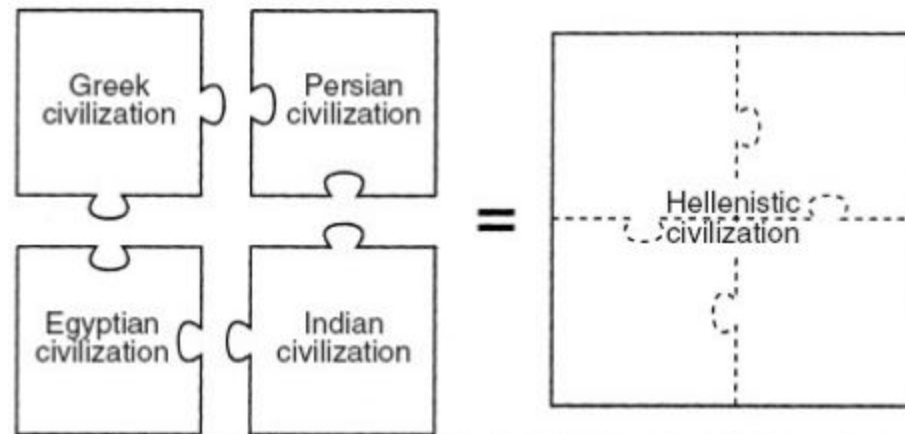 Greek
civilization
Persian
civilization
=
Hellenistic
civilization
Egyptian
civilization
Indian
civilization